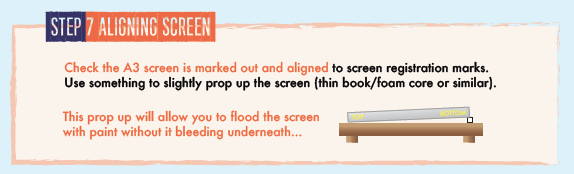 STEP 7 ALIGNING SCREEN
Check the A3 screen is marked out and aligned to screen registration marks.
Use something to slightly prop up the screen (thin book/foam core or similar).
This prop up will allow you to flood the screen
with paint without it bleeding underneath...